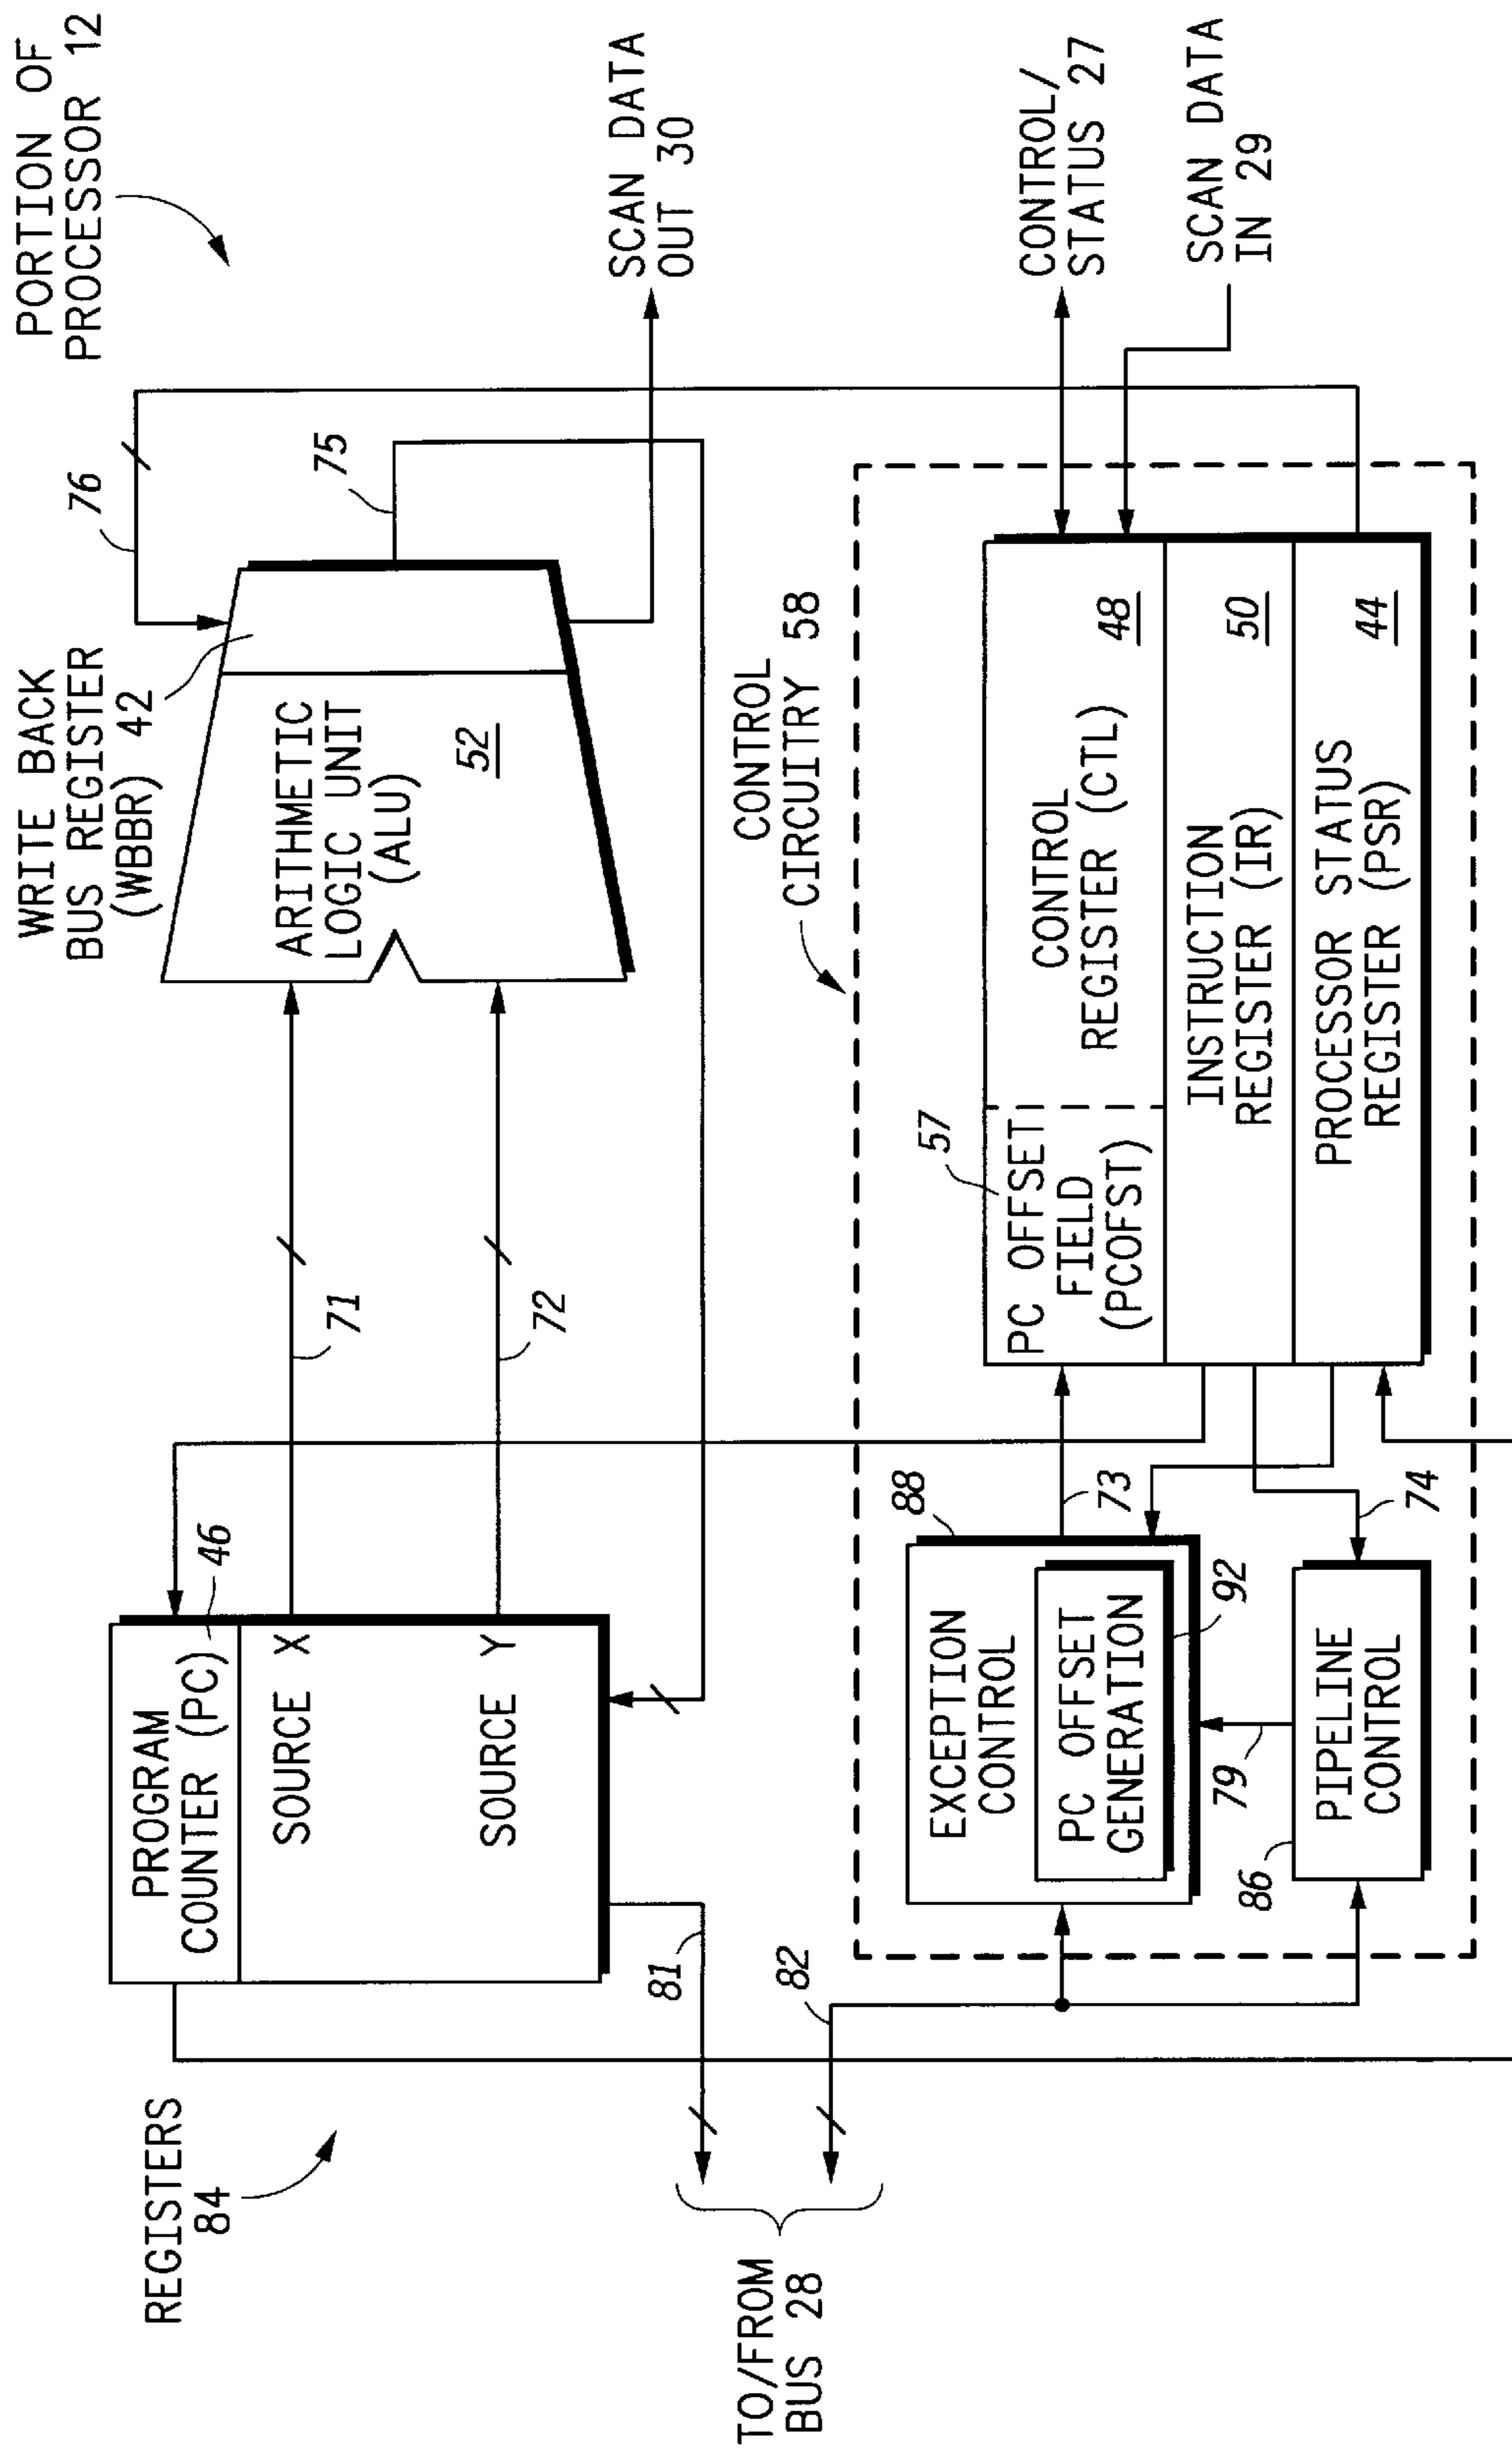 PORTION OF
PROCESSOR 12
WRITE BACK
BUS REGISTER
(WBBR) 42
76
REGISTERS
84
PROGRAM
COUNTER (PC)
46
SOURCE X
SOURCE Y
71
72
ARITHMETIC
LOGIC UNIT
(ALU)
52
75
SCAN DATA
OUT 30
81
82
TO/FROM
BUS 28
CONTROL
CIRCUITRY 58
88
EXCEPTION
CONTROL
PC OFFSET
GENERATION
92
73
79
86
PIPELINE
CONTROL
74
57
PC OFFSET
FIELD
(PCOFST)
CONTROL
REGISTER (CTL)
48
INSTRUCTION
REGISTER (IR)
50
PROCESSOR STATUS
REGISTER (PSR)
44
CONTROL/
STATUS 27
SCAN DATA
IN 29